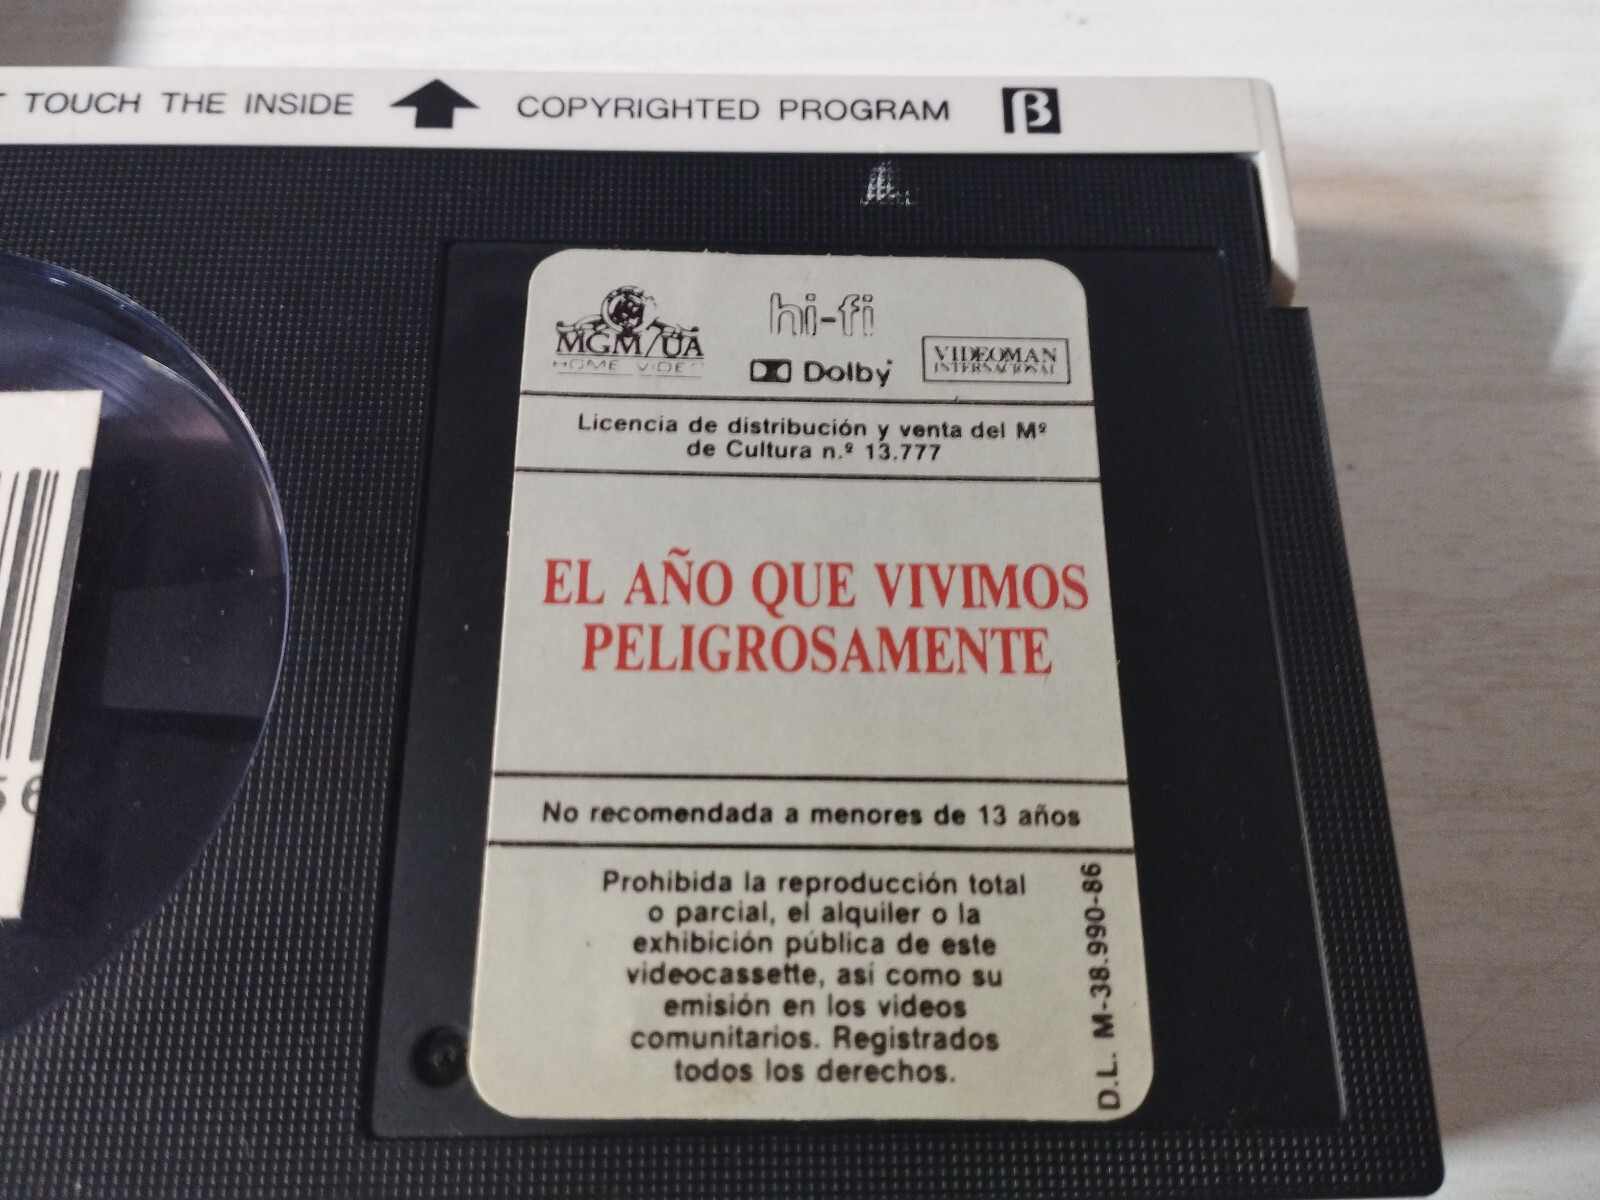 TOUCH THE INSIDE
COPYRIGHTED PROGRAM
β
MGM/UA
HOME VIDEO
hi-fi
Dolby
VIDEOMAN
INTERNACIONAL
Licencia de distribución y venta del Mº
de Cultura n.º 13.777
EL AÑO QUE VIVIMOS
PELIGROSAMENTE
No recomendada a menores de 13 años
Prohibida la reproducción total
o parcial, el alquiler o la
exhibición pública de este
videocassette, así como su
emisión en los videos
comunitarios. Registrados
todos los derechos.
D.L. M-38.990-86